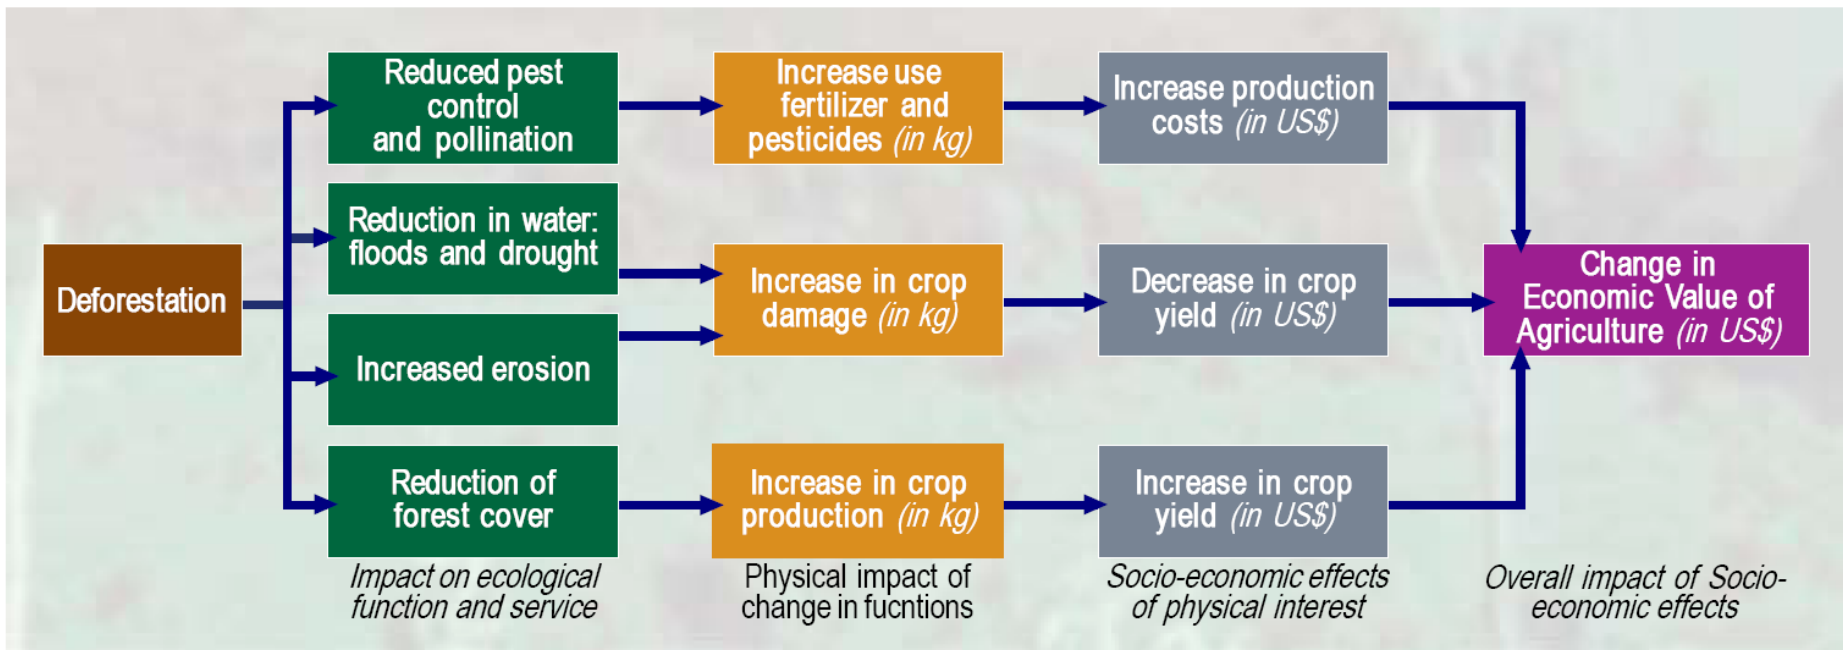 Reduced pest
control
and pollination
Increase use
fertilizer and
pesticides (in kg)
Increase production
costs (in US$)
Reduction in water:
floods and drought
Deforestation
Increase in crop
damage (in kg)
Decrease in crop
yield (in US$)
Change in
Economic Value of
Agriculture (in US$)
Increased erosion
Reduction of
forest cover
Increase in crop
production (in kg)
Increase in crop
yield (in US$)
Impact on ecological
function and service
Physical impact of
change in fucntions
Socio-economic effects
of physical interest
Overall impact of Socio-
economic effects